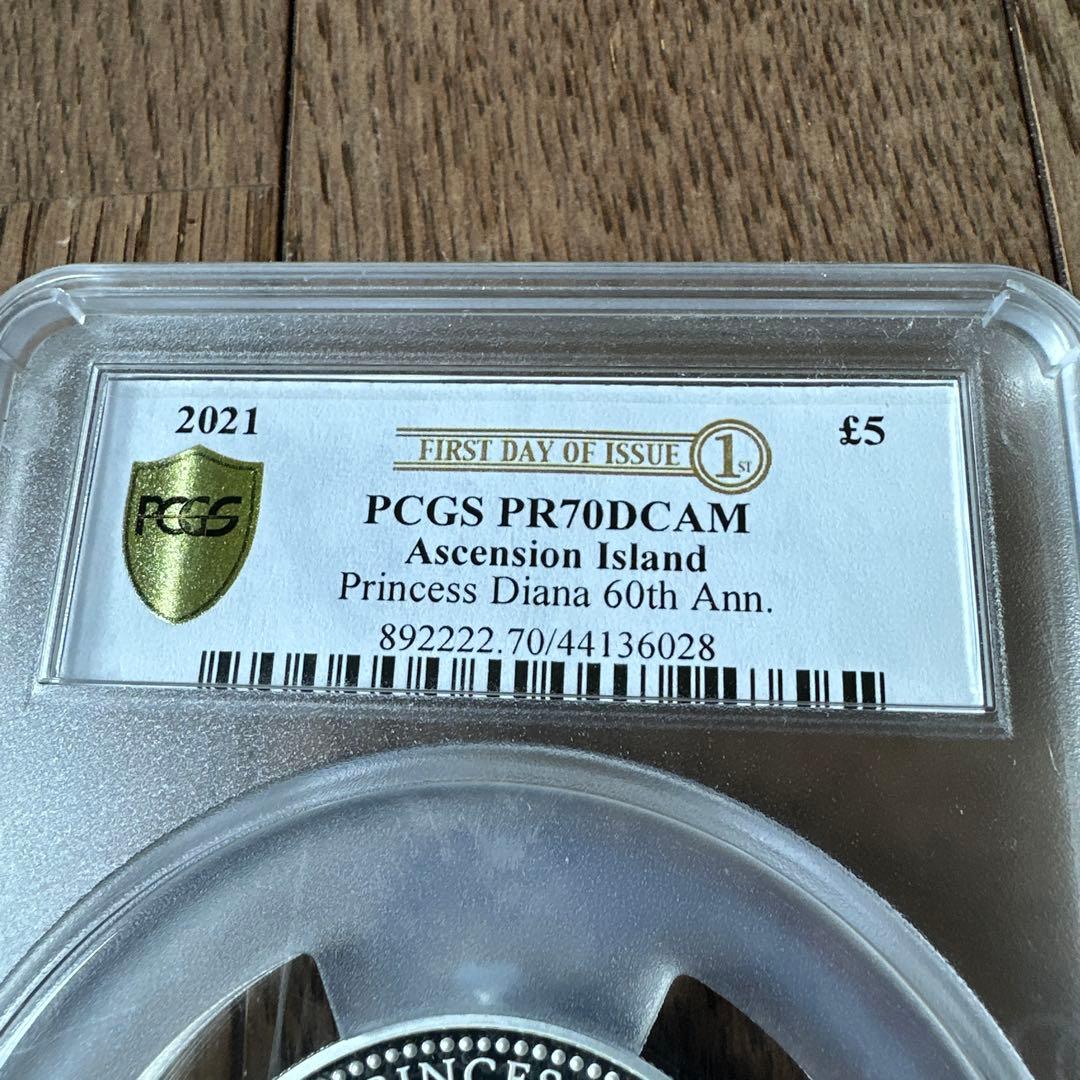 2021
FIRST DAY OF ISSUE 1ST
£5
PCGS
PCGS PR70DCAM
Ascension Island
Princess Diana 60th Ann.
892222.70/44136028